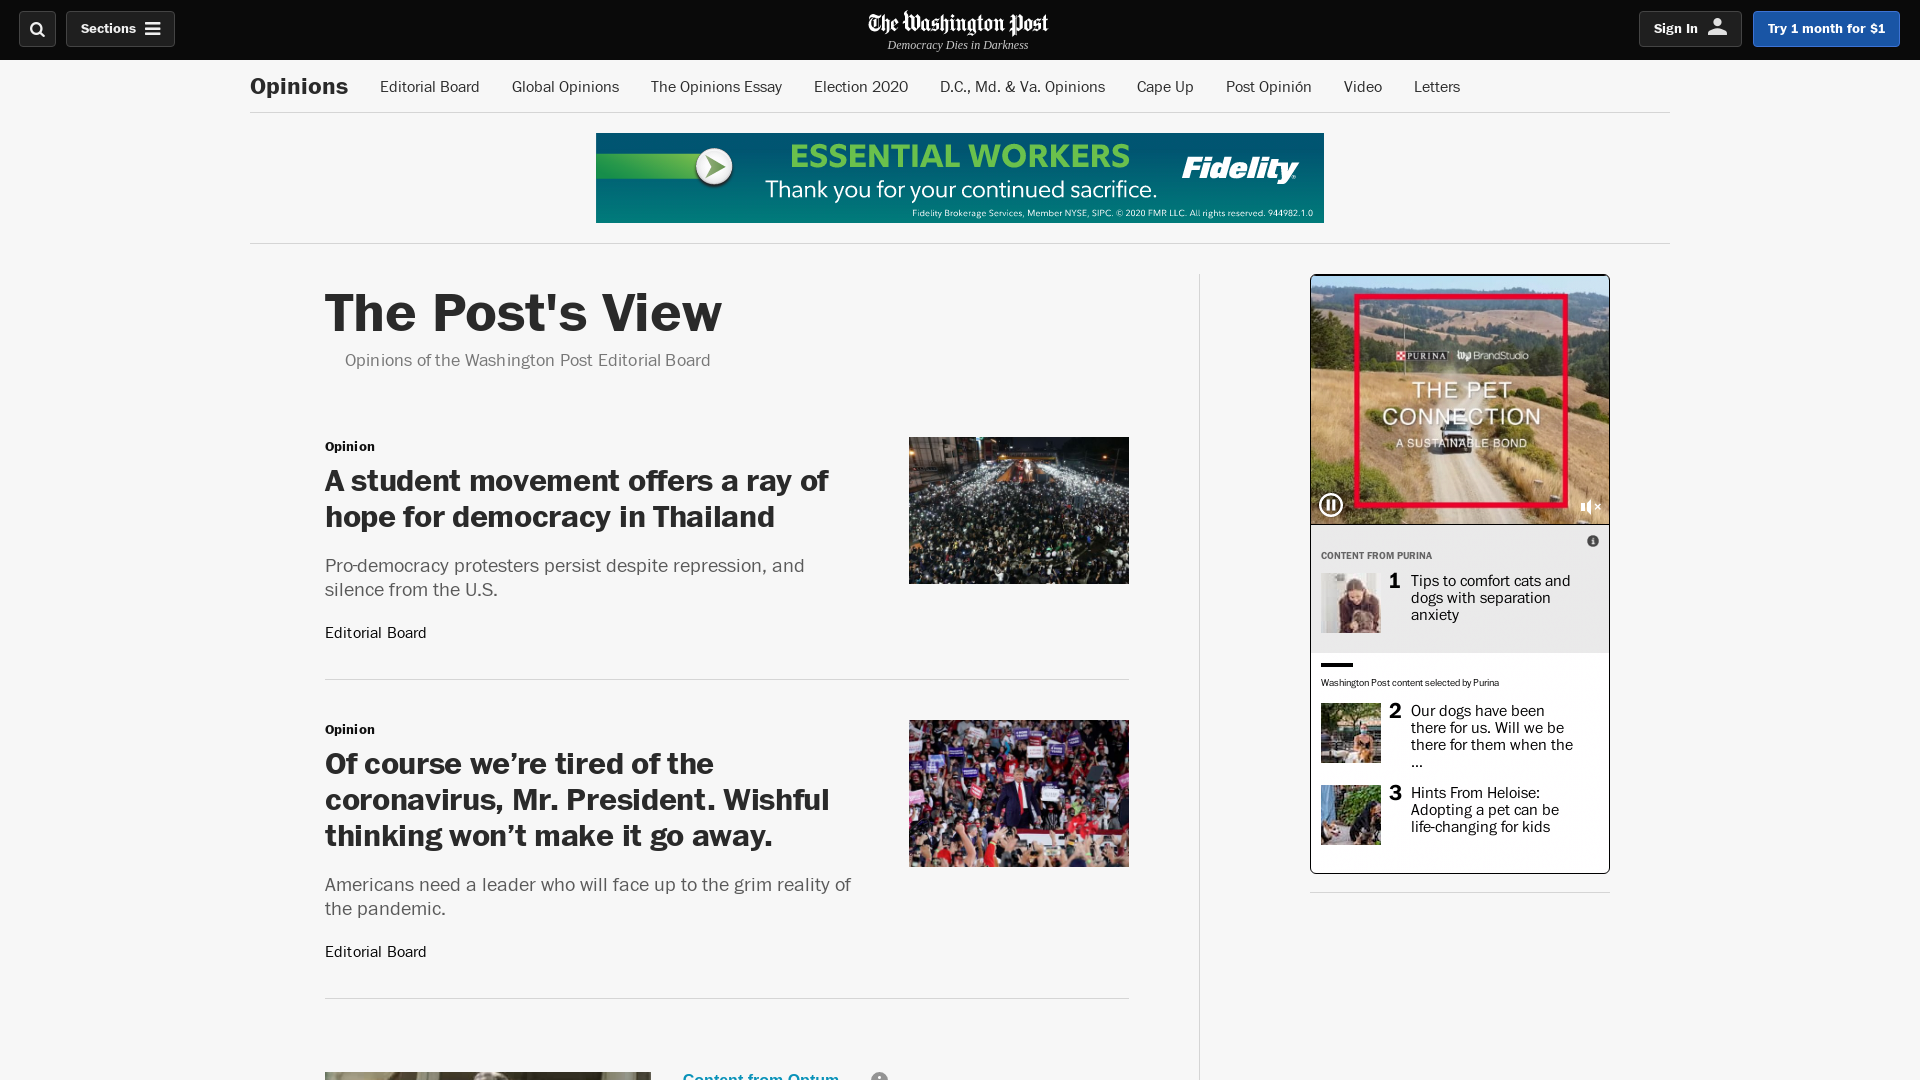 Sections
The Washington Post
Democracy Dies in Darkness
Sign In
Try 1 month for $1
Opinions
Editorial Board
Global Opinions
The Opinions Essay
Election 2020
D.C., Md. & Va. Opinions
Cape Up
Post Opinión
Video
Letters
ESSENTIAL WORKERS
Thank you for your continued sacrifice.
Fidelity
Fidelity Brokerage Services, Member NYSE, SIPC. © 2020 FMR LLC. All rights reserved. 944982.1.0
The Post's View
Opinions of the Washington Post Editorial Board
Opinion
A student movement offers a ray of
hope for democracy in Thailand
Pro-democracy protesters persist despite repression, and
silence from the U.S.
Editorial Board
Opinion
Of course we’re tired of the
coronavirus, Mr. President. Wishful
thinking won’t make it go away.
Americans need a leader who will face up to the grim reality of
the pandemic.
Editorial Board
Content from Optum
PURINA
wp BrandStudio
THE PET
CONNECTION
A SUSTAINABLE BOND
CONTENT FROM PURINA
1 Tips to comfort cats and
dogs with separation
anxiety
Washington Post content selected by Purina
2 Our dogs have been
there for us. Will we be
there for them when the
...
3 Hints From Heloise:
Adopting a pet can be
life-changing for kids